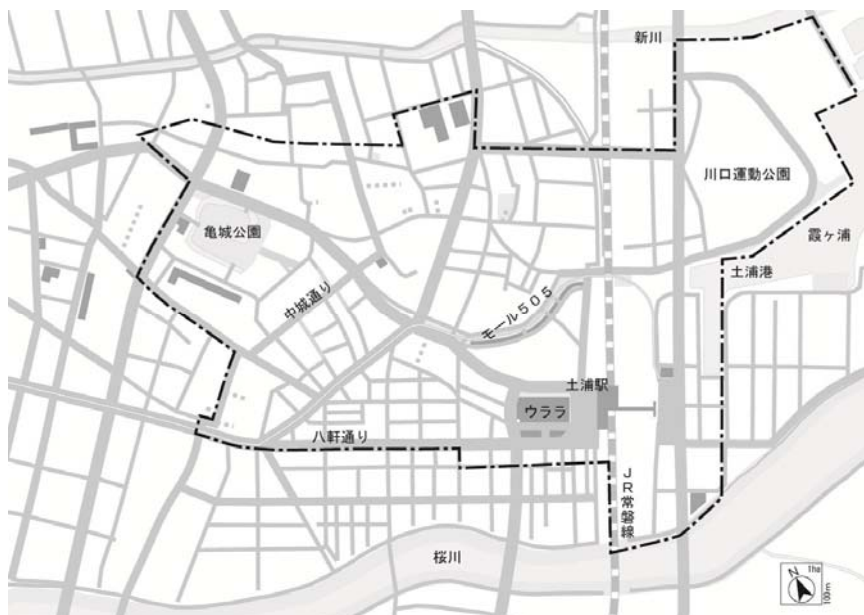 新川
川口運動公園
霞ヶ浦
土浦港
亀城公園
中城通り
モール505
土浦駅
ウララ
八軒通り
JR常磐線
桜川
N
1ha
100m